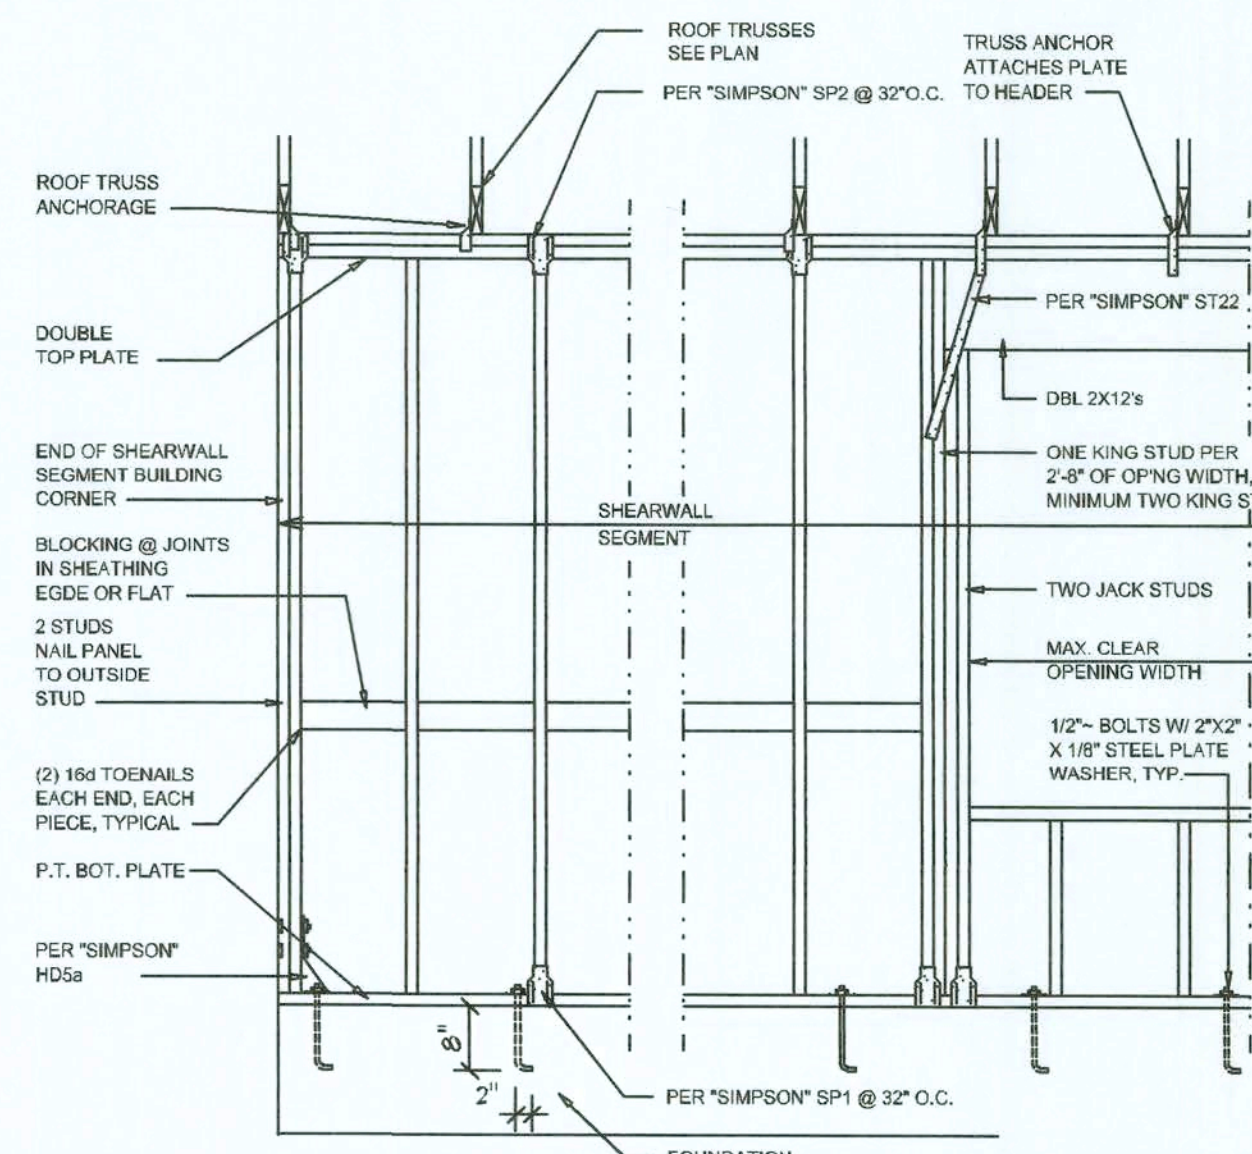 ROOF TRUSSES
SEE PLAN
PER "SIMPSON" SP2 @ 32"O.C.
TRUSS ANCHOR
ATTACHES PLATE
TO HEADER
ROOF TRUSS
ANCHORAGE
DOUBLE
TOP PLATE
PER "SIMPSON" ST22
DBL 2X12's
END OF SHEARWALL
SEGMENT BUILDING
CORNER
ONE KING STUD PER
2'-8" OF OP'NG WIDTH,
MINIMUM TWO KING S
SHEARWALL
SEGMENT
BLOCKING @ JOINTS
IN SHEATHING
EGDE OR FLAT
2 STUDS
NAIL PANEL
TO OUTSIDE
STUD
TWO JACK STUDS
MAX. CLEAR
OPENING WIDTH
1/2"~ BOLTS W/ 2"X2"
X 1/8" STEEL PLATE
WASHER, TYP.
(2) 16d TOENAILS
EACH END, EACH
PIECE, TYPICAL
P.T. BOT. PLATE
PER "SIMPSON"
HD5a
8"
2"
PER "SIMPSON" SP1 @ 32" O.C.
FOUNDATION